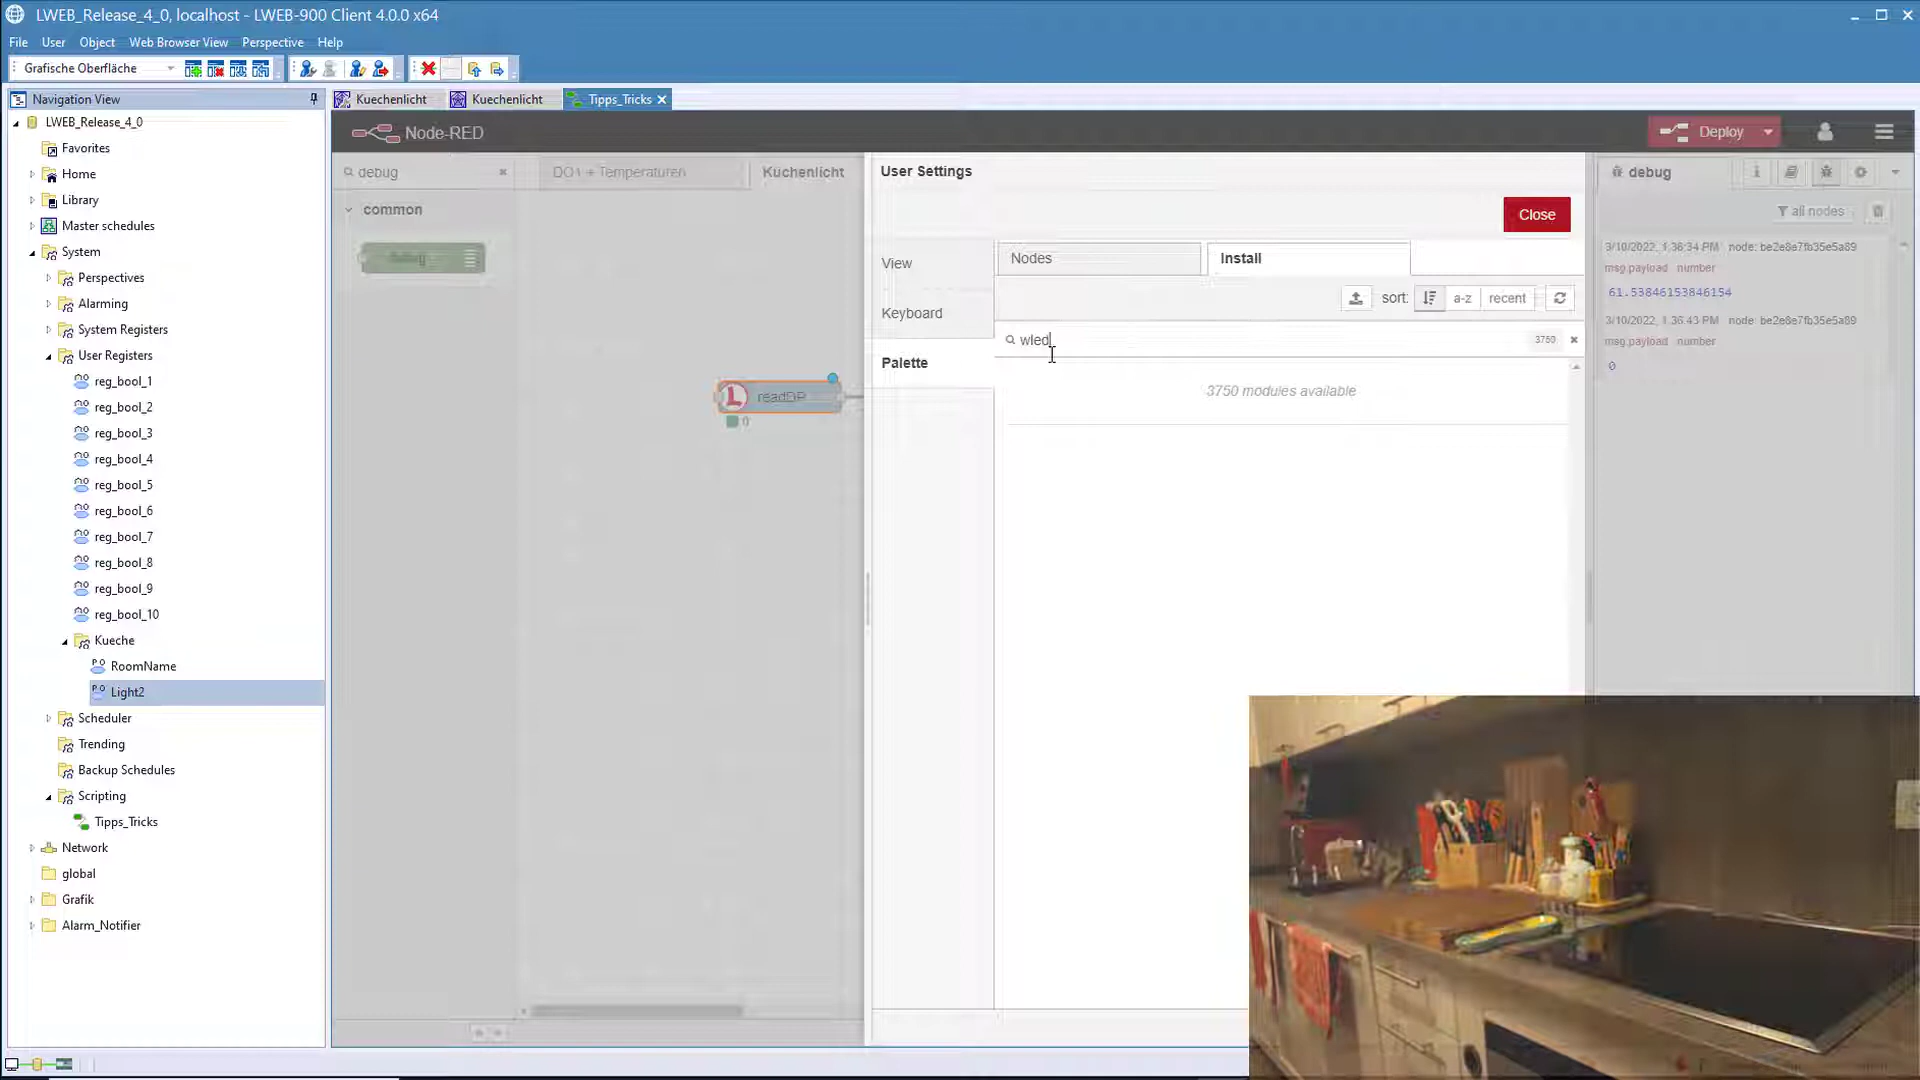 LWEB_Release_4_0, localhost - LWEB-900 Client 4.0.0 x64
File User Object Web Browser View Perspective Help
Grafische Oberfläche
Navigation View
Kuechenlicht Kuechenlicht Tipps_Tricks
LWEB_Release_4_0
Favorites
Home
Library
Master schedules
System
Perspectives
Alarming
System Registers
User Registers
reg_bool_1
reg_bool_2
reg_bool_3
reg_bool_4
reg_bool_5
reg_bool_6
reg_bool_7
reg_bool_8
reg_bool_9
reg_bool_10
Kueche
RoomName
Light2
Scheduler
Trending
Backup Schedules
Scripting
Tipps_Tricks
Network
global
Grafik
Alarm_Notifier
Node-RED
Deploy
debug
DO1 + Temperaturen
Küchenlicht
common
debug
readDP
0
User Settings
Close
View
Keyboard
Palette
Nodes
Install
sort: a-z recent
wled
3750
3750 modules available
debug
all nodes
3/10/2022, 1:36:34 PM node: be2e8e7fb35e5a89
msg.payload number
61.53846153846154
3/10/2022, 1:36:43 PM node: be2e8e7fb35e5a89
msg.payload number
0